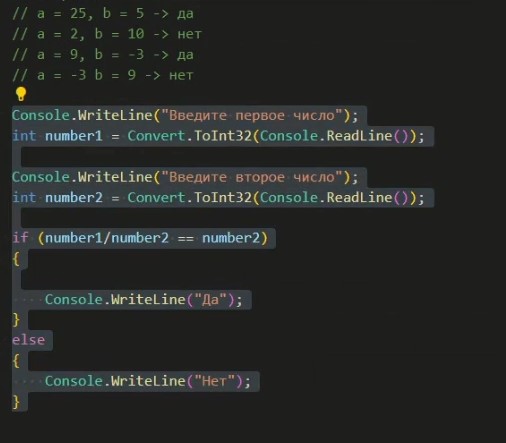 // a = 25, b = 5 -> да
// a = 2, b = 10 -> нет
// a = 9, b = -3 -> да
// a = -3 b = 9 -> нет
Console.WriteLine("Введите первое число");
int number1 = Convert.ToInt32(Console.ReadLine());
Console.WriteLine("Введите второе число");
int number2 = Convert.ToInt32(Console.ReadLine());
if (number1/number2 == number2)
{
Console.WriteLine("Да");
}
else
{
Console.WriteLine("Нет");
}